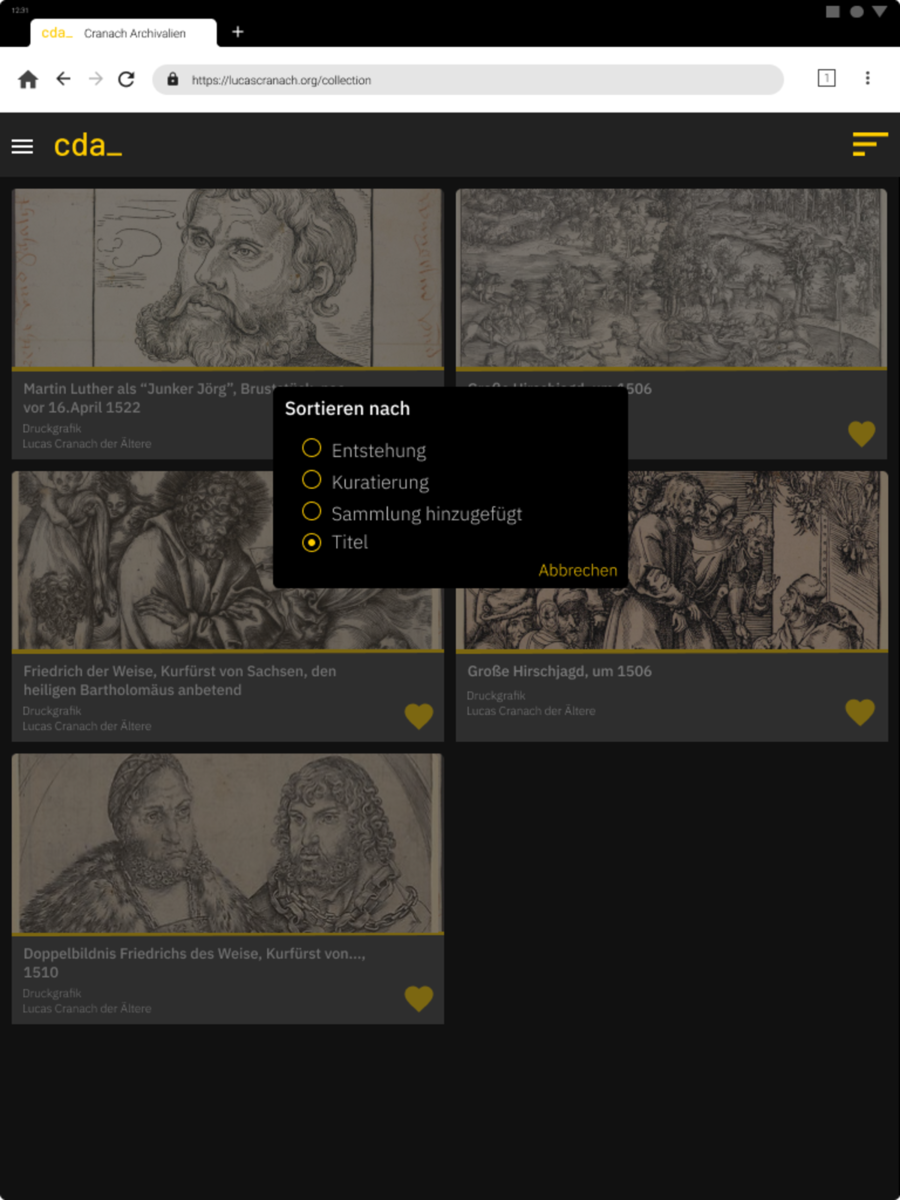 12:31
cda_ Cranach Archivalien
https://lucascranach.org/collection
1
cda_
Martin Luther als “Junker Jörg”,
vor 16.April 1522
Druckgrafik
Lucas Cranach der Ältere
Große Hirschjagd, um 1506
Sortieren nach
Entstehung
Kuratierung
Sammlung hinzugefügt
Titel
Abbrechen
Friedrich der Weise, Kurfürst von Sachsen, den
heiligen Bartholomäus anbetend
Druckgrafik
Lucas Cranach der Ältere
Große Hirschjagd, um 1506
Druckgrafik
Lucas Cranach der Ältere
Doppelbildnis Friedrichs des Weise, Kurfürst von...,
1510
Druckgrafik
Lucas Cranach der Ältere